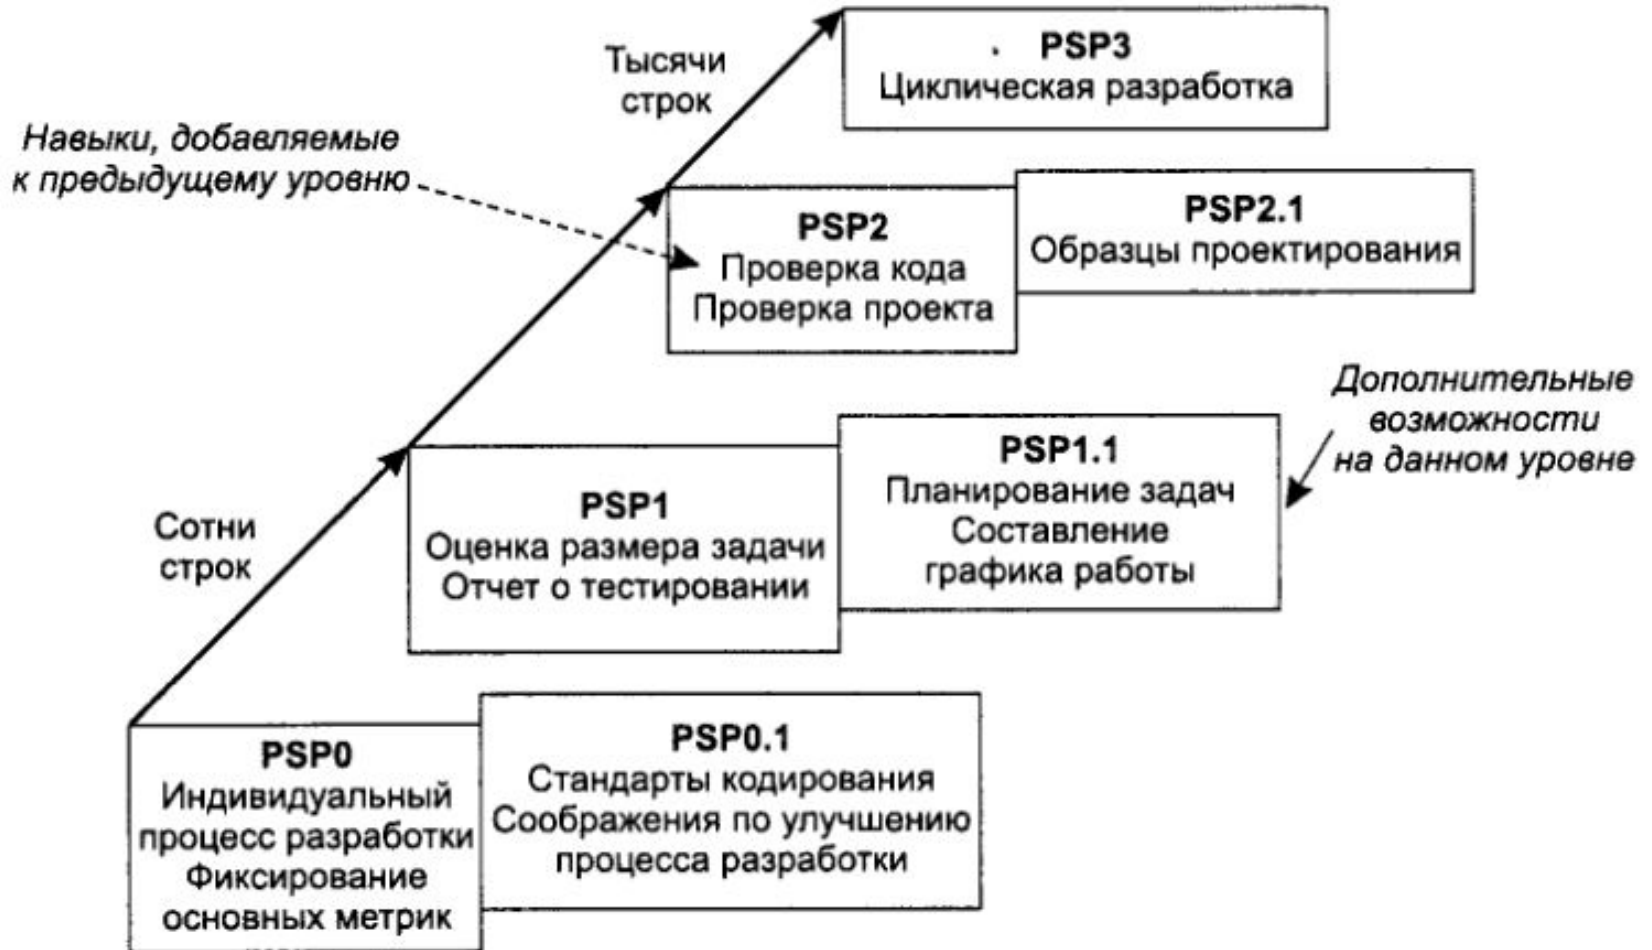 PSP3
Циклическая разработка
Тысячи
строк
Навыки, добавляемые
к предыдущему уровню
PSP2
Проверка кода
Проверка проекта
PSP2.1
Образцы проектирования
Дополнительные
возможности
на данном уровне
PSP1
Оценка размера задачи
Отчет о тестировании
PSP1.1
Планирование задач
Составление
графика работы
Сотни
строк
PSP0
Индивидуальный
процесс разработки
Фиксирование
основных метрик
PSP0.1
Стандарты кодирования
Соображения по улучшению
процесса разработки